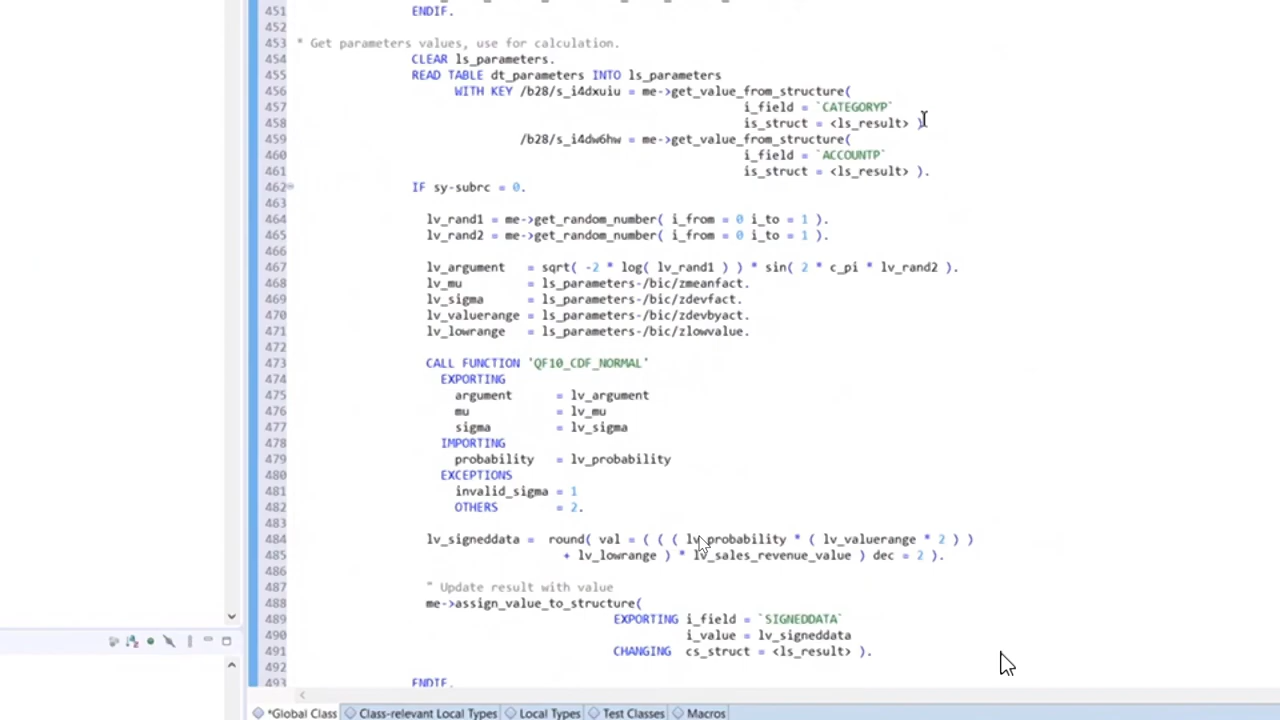 451 ENDIF.
452
453 * Get parameters values, use for calculation.
454 CLEAR ls_parameters.
455 READ TABLE dt_parameters INTO ls_parameters
456 WITH KEY /b28/s_i4dxuiu = me->get_value_from_structure(
457 i_field = `CATEGORYP`
458 is_struct = <ls_result> )
459 /b28/s_i4dw6hw = me->get_value_from_structure(
460 i_field = `ACCOUNTP`
461 is_struct = <ls_result> ).
462 IF sy-subrc = 0.
463
464 lv_rand1 = me->get_random_number( i_from = 0 i_to = 1 ).
465 lv_rand2 = me->get_random_number( i_from = 0 i_to = 1 ).
466
467 lv_argument = sqrt( -2 * log( lv_rand1 ) ) * sin( 2 * c_pi * lv_rand2 ).
468 lv_mu = ls_parameters-/bic/zmeanfact.
469 lv_sigma = ls_parameters-/bic/zdevfact.
470 lv_valuerange = ls_parameters-/bic/zdevbyact.
471 lv_lowrange = ls_parameters-/bic/zlowvalue.
472
473 CALL FUNCTION 'QF10_CDF_NORMAL'
474 EXPORTING
475 argument = lv_argument
476 mu = lv_mu
477 sigma = lv_sigma
478 IMPORTING
479 probability = lv_probability
480 EXCEPTIONS
481 invalid_sigma = 1
482 OTHERS = 2.
483
484 lv_signeddata = round( val = ( ( ( lv_probability * ( lv_valuerange * 2 ) )
485 + lv_lowrange ) * lv_sales_revenue_value ) dec = 2 ).
486
487 " Update result with value
488 me->assign_value_to_structure(
489 EXPORTING i_field = `SIGNEDDATA`
490 i_value = lv_signeddata
491 CHANGING cs_struct = <ls_result> ).
492
493 ENDIF.
*Global Class Class-relevant Local Types Local Types Test Classes Macros